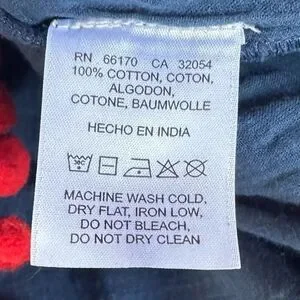 RN 66170 CA 32054
100% COTTON, COTON,
ALGODON,
COTONE, BAUMWOLLE
HECHO EN INDIA
30C
MACHINE WASH COLD,
DRY FLAT, IRON LOW,
DO NOT BLEACH,
DO NOT DRY CLEAN